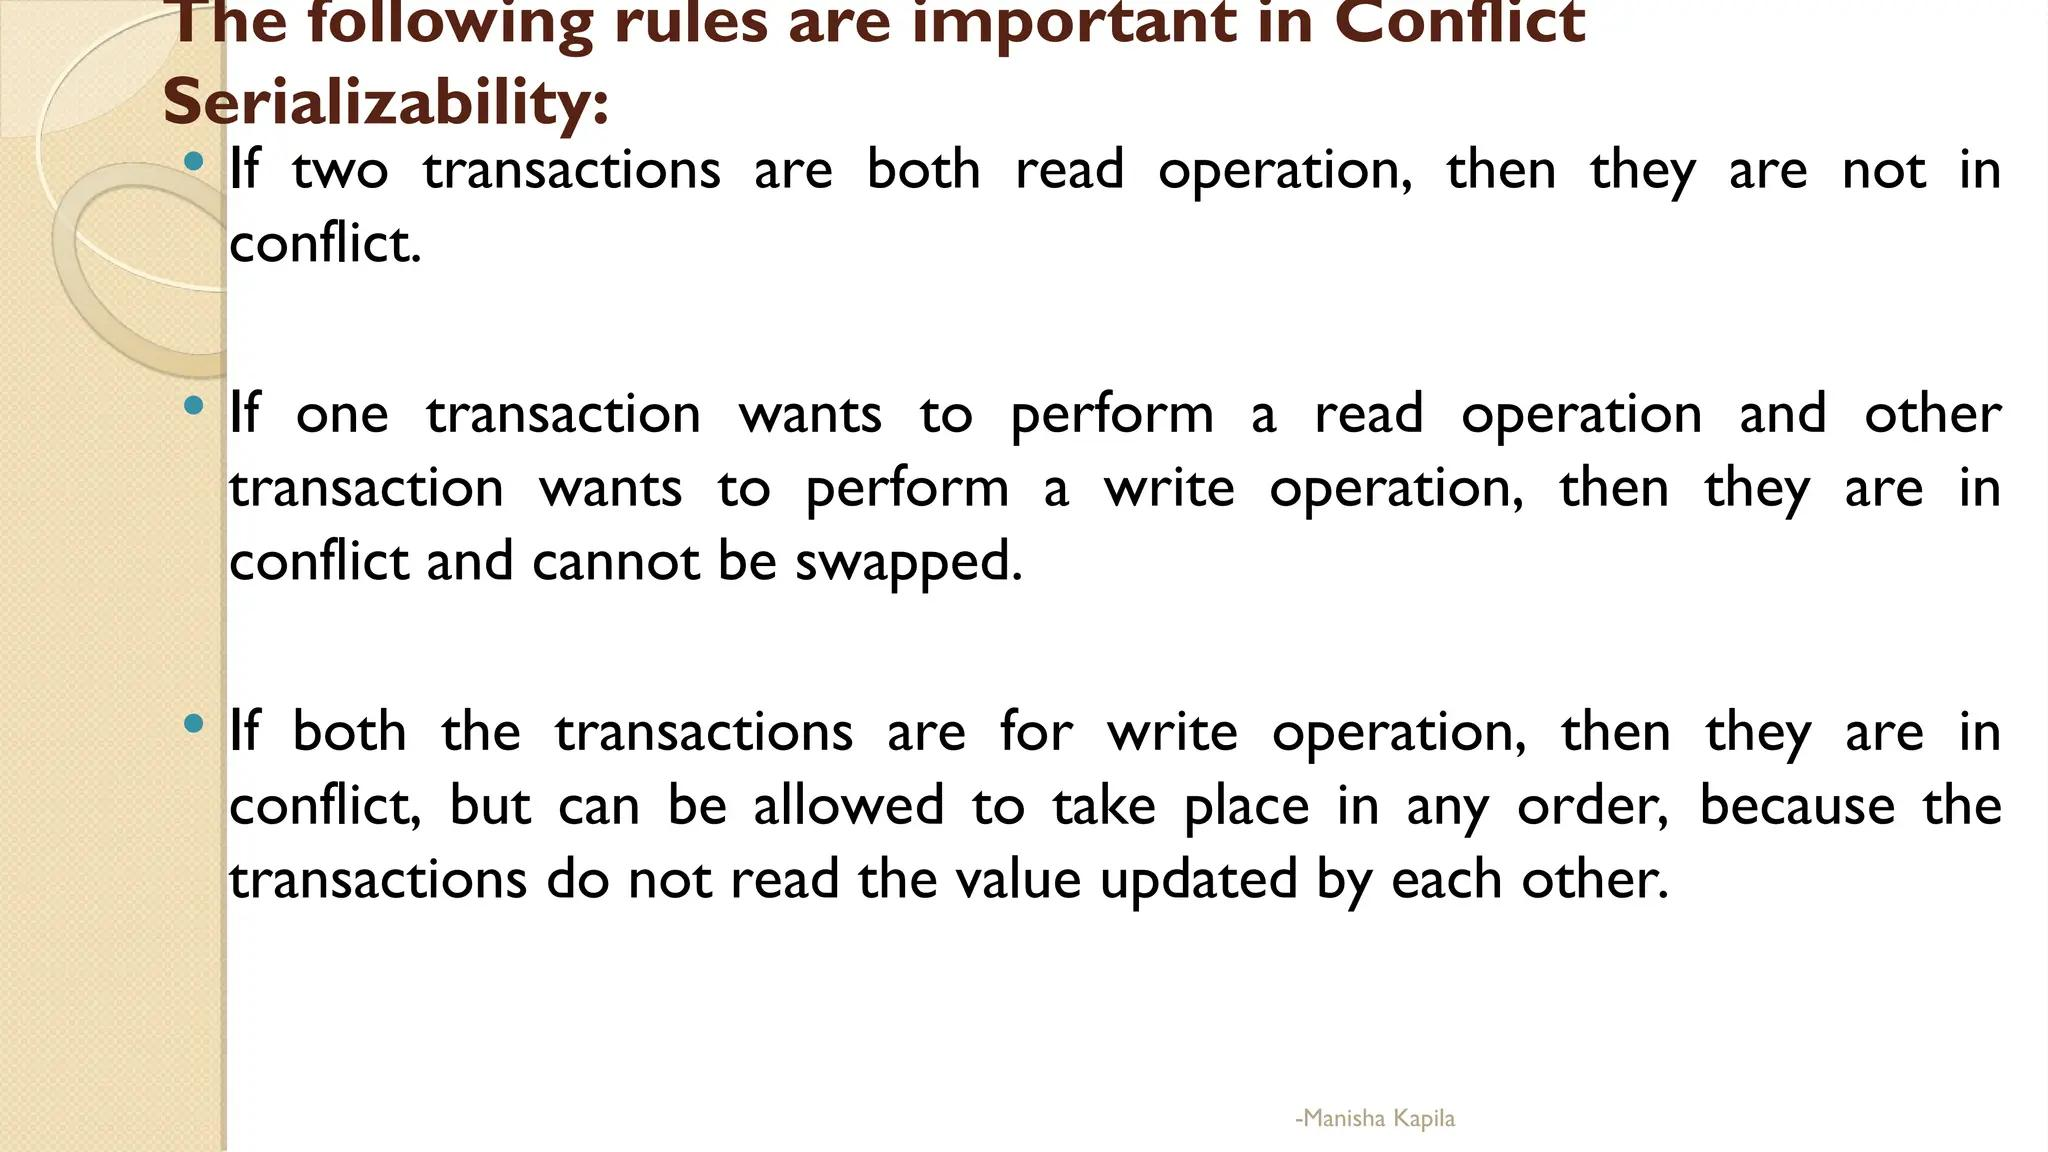 The following rules are important in Conflict
Serializability:
• If two transactions are both read operation, then they are not in
conflict.
• If one transaction wants to perform a read operation and other
transaction wants to perform a write operation, then they are in
conflict and cannot be swapped.
• If both the transactions are for write operation, then they are in
conflict, but can be allowed to take place in any order, because the
transactions do not read the value updated by each other.
-Manisha Kapila